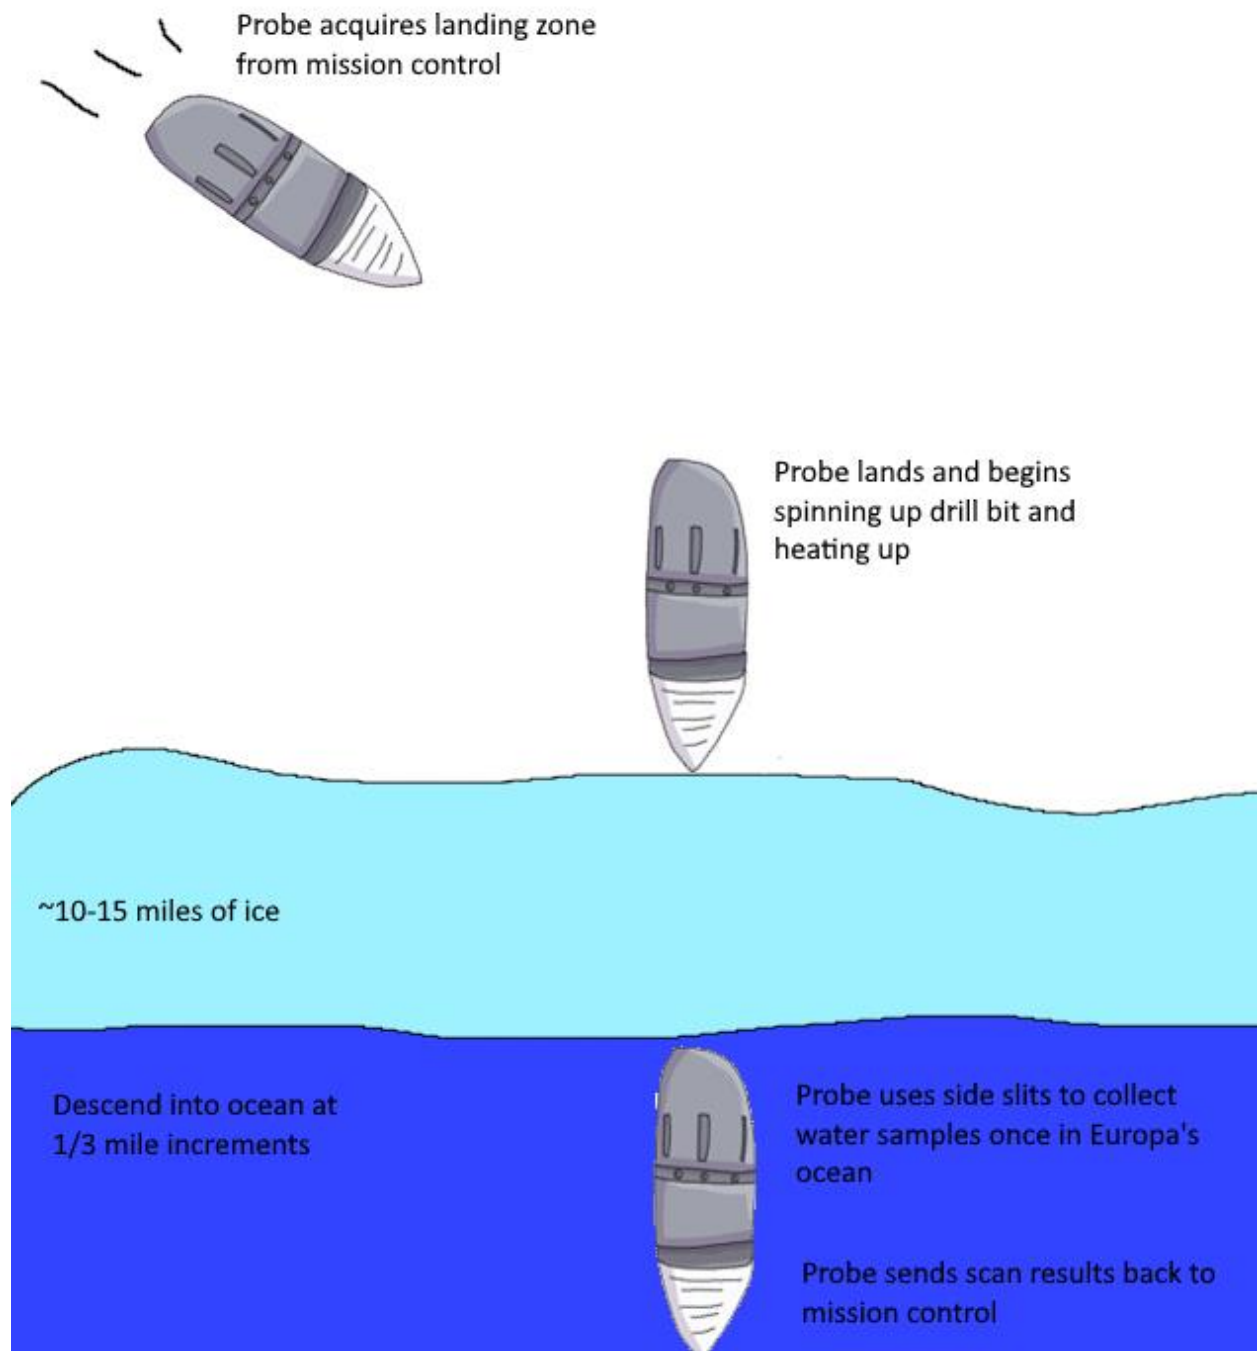 Probe acquires landing zone
from mission control
Probe lands and begins
spinning up drill bit and
heating up
~10-15 miles of ice
Descend into ocean at
1/3 mile increments
Probe uses side slits to collect
water samples once in Europa's
ocean
Probe sends scan results back to
mission control